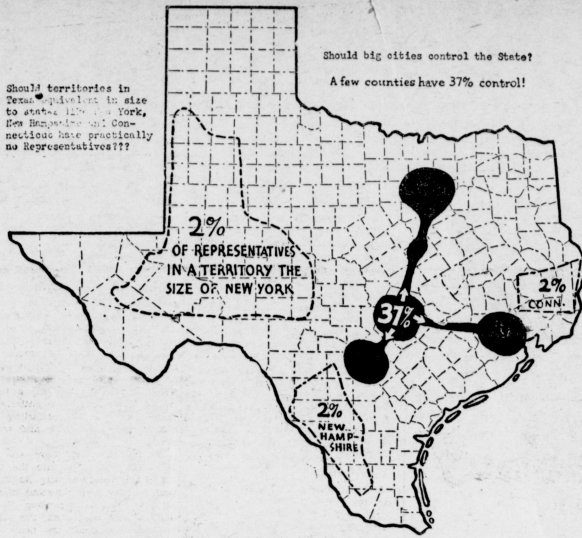 Should big cities control the State?
A few counties have 37% control!
Should territories in
Texas equivalent in size
to states like New York,
New Hampshire and Con-
necticut have practically
no Representatives???
2%
OF REPRESENTATIVES
IN A TERRITORY THE
SIZE OF NEW YORK
37%
2%
CONN.
2%
NEW
HAMP-
SHIRE